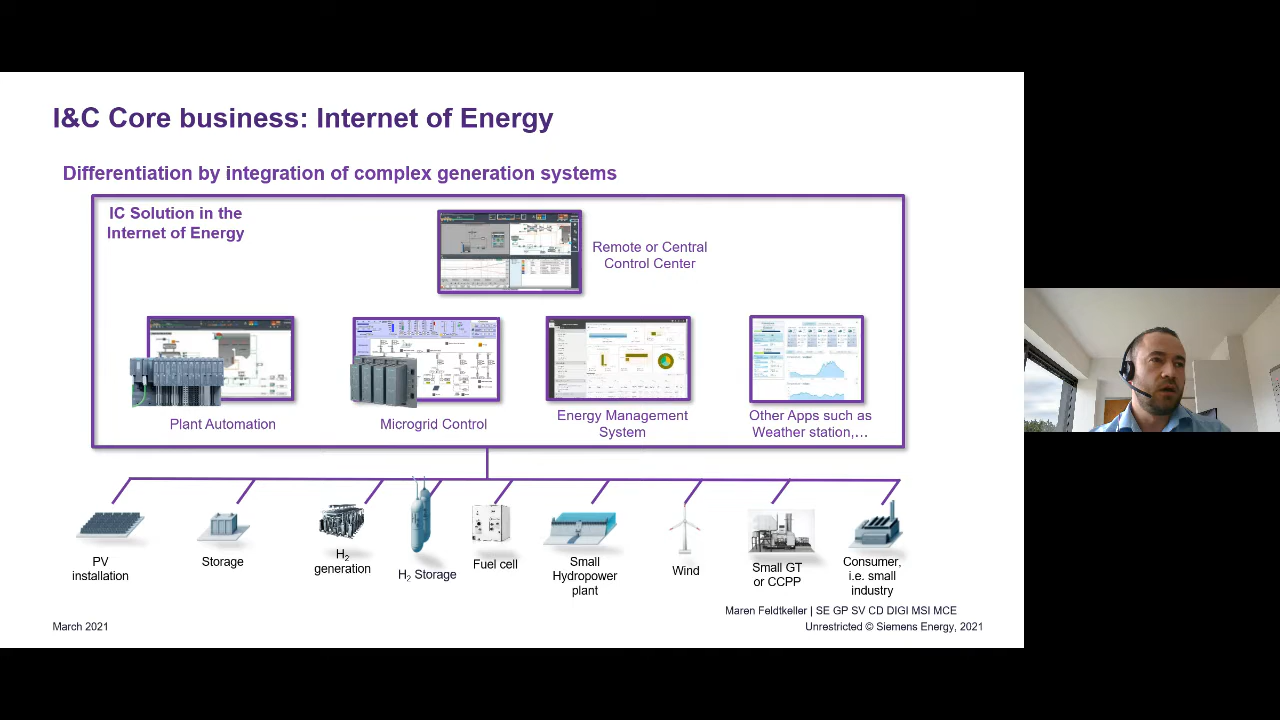 I&C Core business: Internet of Energy
Differentiation by integration of complex generation systems
IC Solution in the
Internet of Energy
Remote or Central
Control Center
Plant Automation
Microgrid Control
Energy Management
System
Other Apps such as
Weather station,…
PV
installation
Storage
H2
generation
H2 Storage
Fuel cell
Small
Hydropower
plant
Wind
Small GT
or CCPP
Consumer,
i.e. small
industry
Maren Feldtkeller | SE GP SV CD DIGI MSI MCE
March 2021
Unrestricted © Siemens Energy, 2021